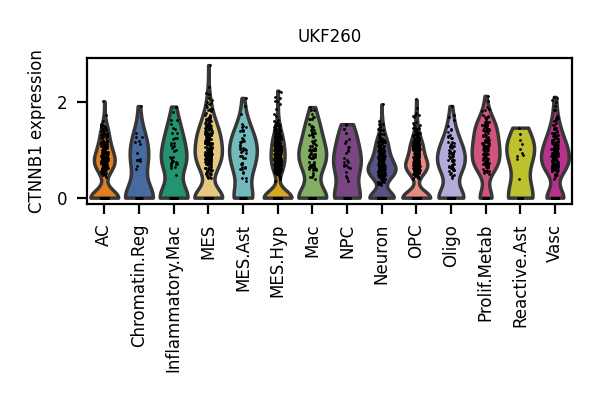 UKF260
CTNNB1 expression
2
0
AC
Chromatin.Reg
Inflammatory.Mac
MES
MES.Ast
MES.Hyp
Mac
NPC
Neuron
OPC
Oligo
Prolif.Metab
Reactive.Ast
Vasc